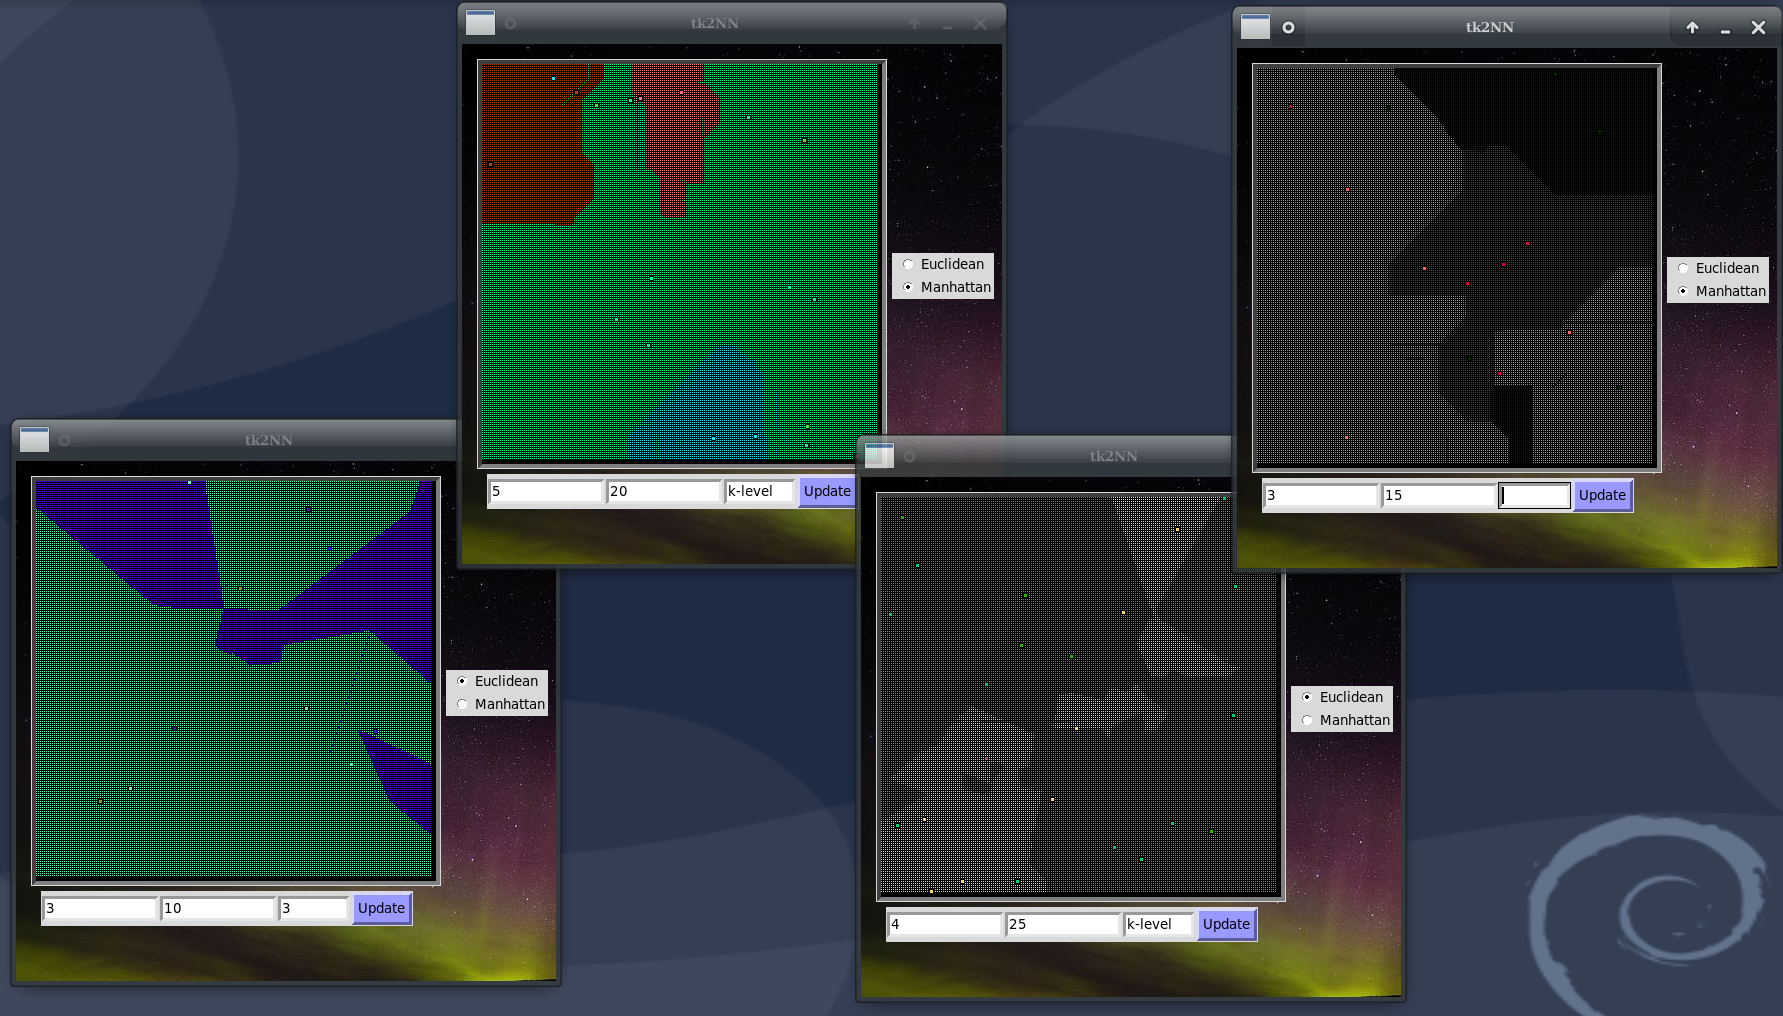 tk2NN
Euclidean
Manhattan
5 20 k-level Update
tk2NN
Euclidean
Manhattan
3 15 Update
tk2NN
Euclidean
Manhattan
3 10 3 Update
tk2NN
Euclidean
Manhattan
4 25 k-level Update